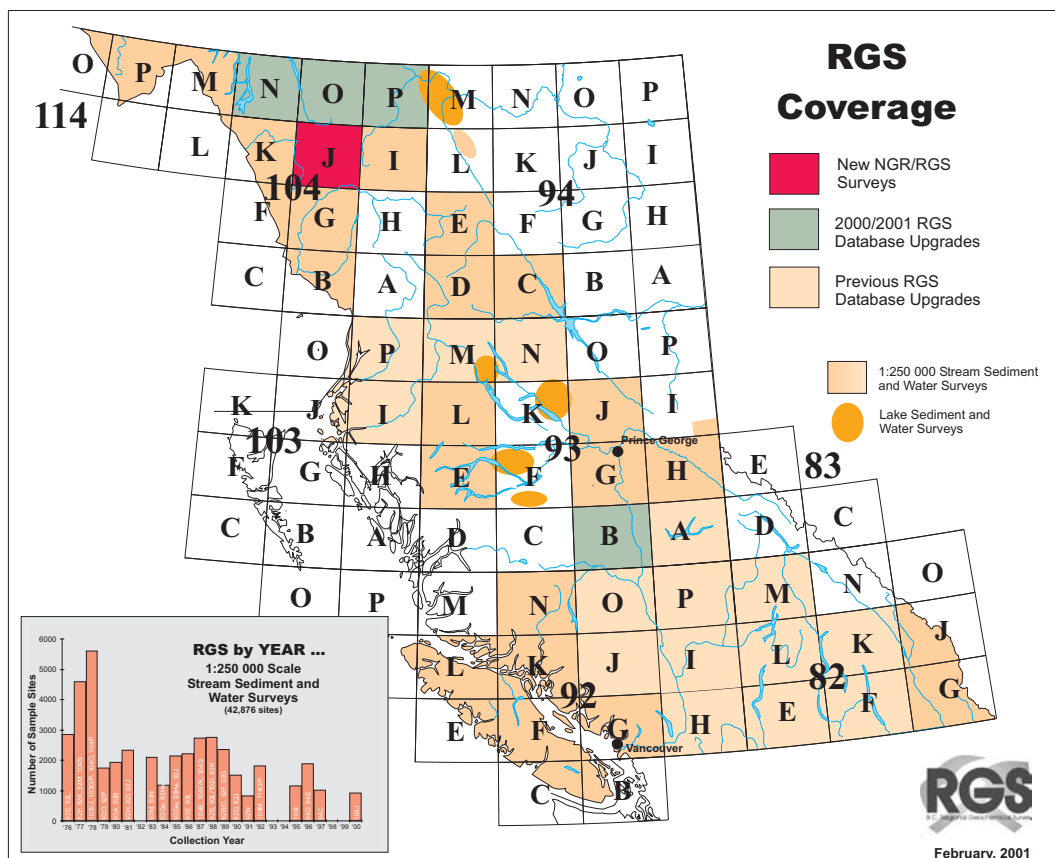 RGS
Coverage
New NGR/RGS
Surveys
2000/2001 RGS
Database Upgrades
Previous RGS
Database Upgrades
1:250 000 Stream Sediment
and Water Surveys
Lake Sediment and
Water Surveys
O P M N O P M N O P
114
L K J I L K J I
104 94
F G H E F G H
C B A D C B A
O P M N O P
K J I L K J I
103 93
Prince George
F G H E F G H E 83
C B A D C B A D C
O P M N O P M N O
L K J I L K J
92 82
E F G H E F G
Vancouver
C B
RGS by YEAR ...
1:250 000 Scale
Stream Sediment and
Water Surveys
(42,876 sites)
Number of Sample Sites
6000
5000
4000
3000
2000
1000
0
'76 '77 '78 '79 '80 '81 '82 '83 '84 '85 '86 '87 '88 '89 '90 '91 '92 '93 '94 '95 '96 '97 '98 '99 '00
Collection Year
RGS
B.C. Regional Geochemical Survey
February, 2001